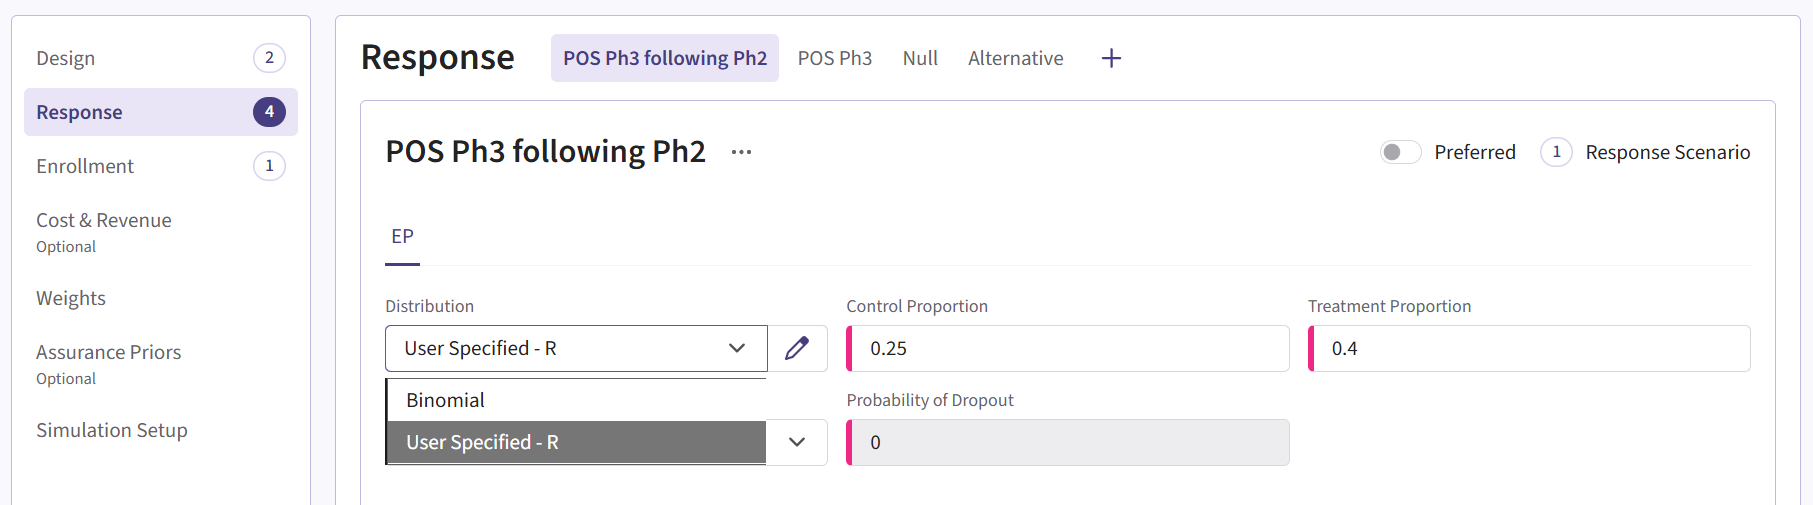 Design 2
Response 4
Enrollment 1
Cost & Revenue
Optional
Weights
Assurance Priors
Optional
Simulation Setup
Response POS Ph3 following Ph2 POS Ph3 Null Alternative +
POS Ph3 following Ph2 ... Preferred 1 Response Scenario
EP
Distribution Control Proportion Treatment Proportion
User Specified - R 0.25 0.4
Binomial Probability of Dropout
User Specified - R 0